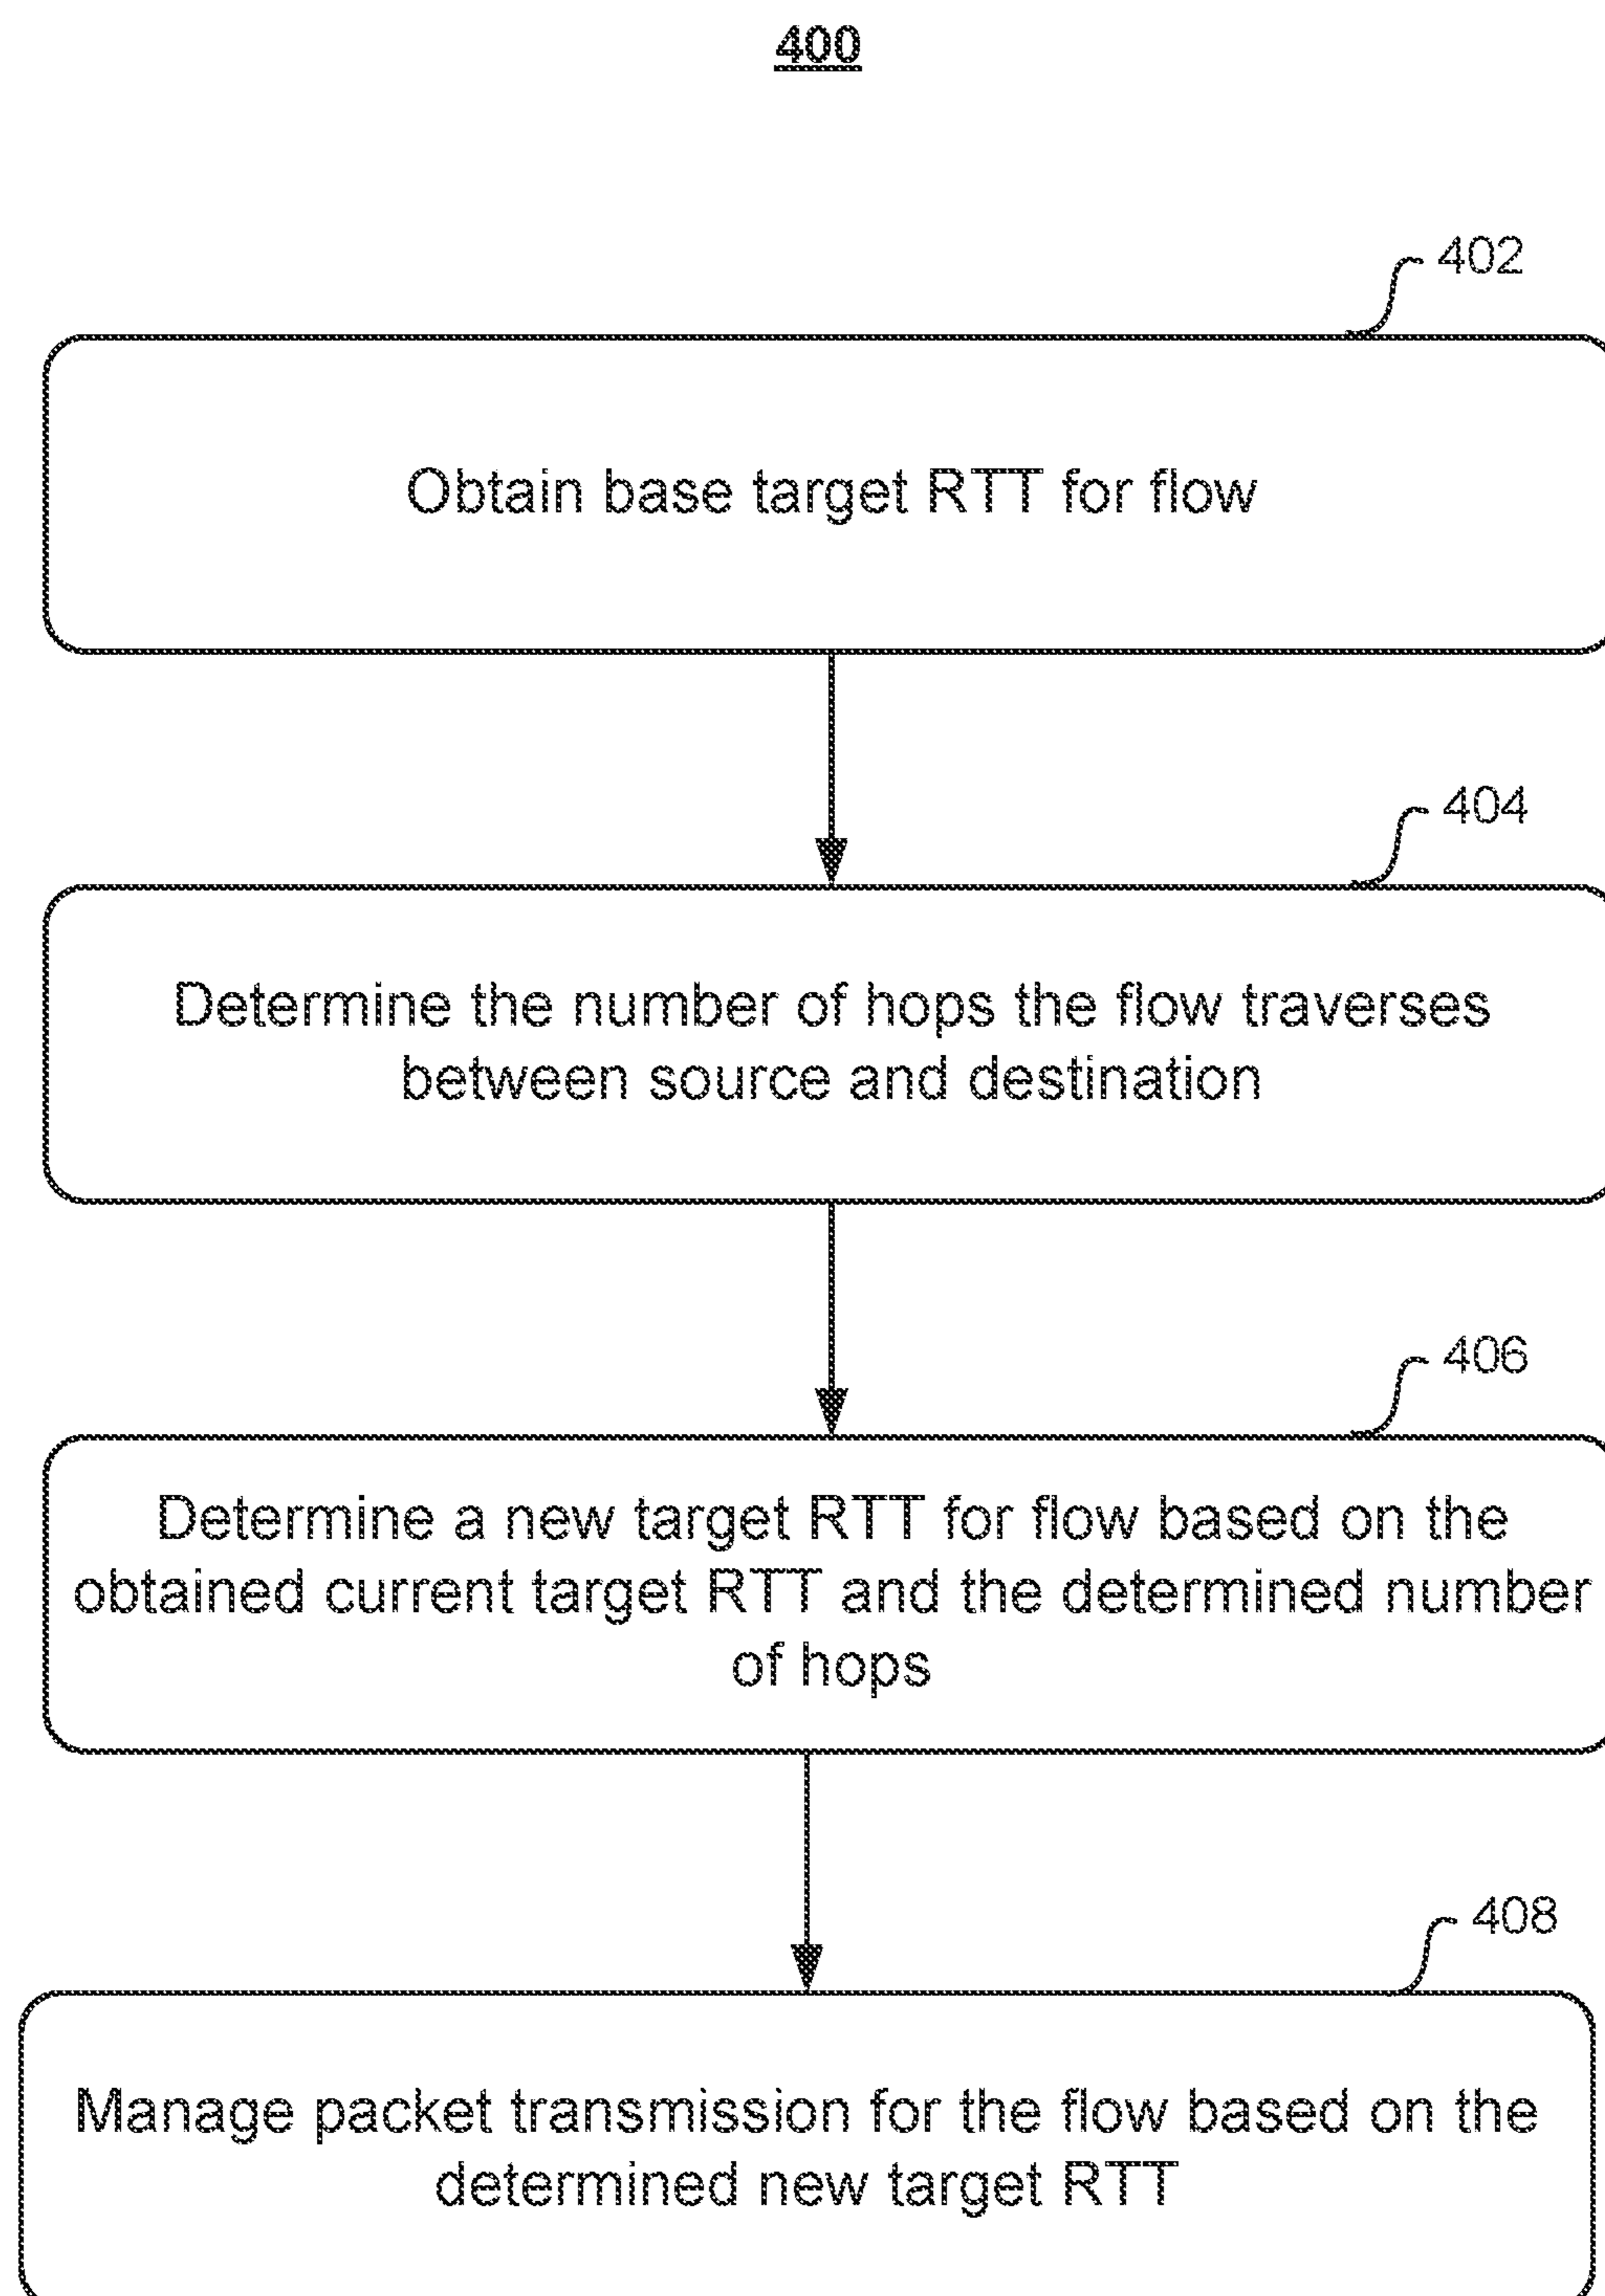 400
402
Obtain base target RTT for flow
404
Determine the number of hops the flow traverses
between source and destination
406
Determine a new target RTT for flow based on the
obtained current target RTT and the determined number
of hops
408
Manage packet transmission for the flow based on the
determined new target RTT